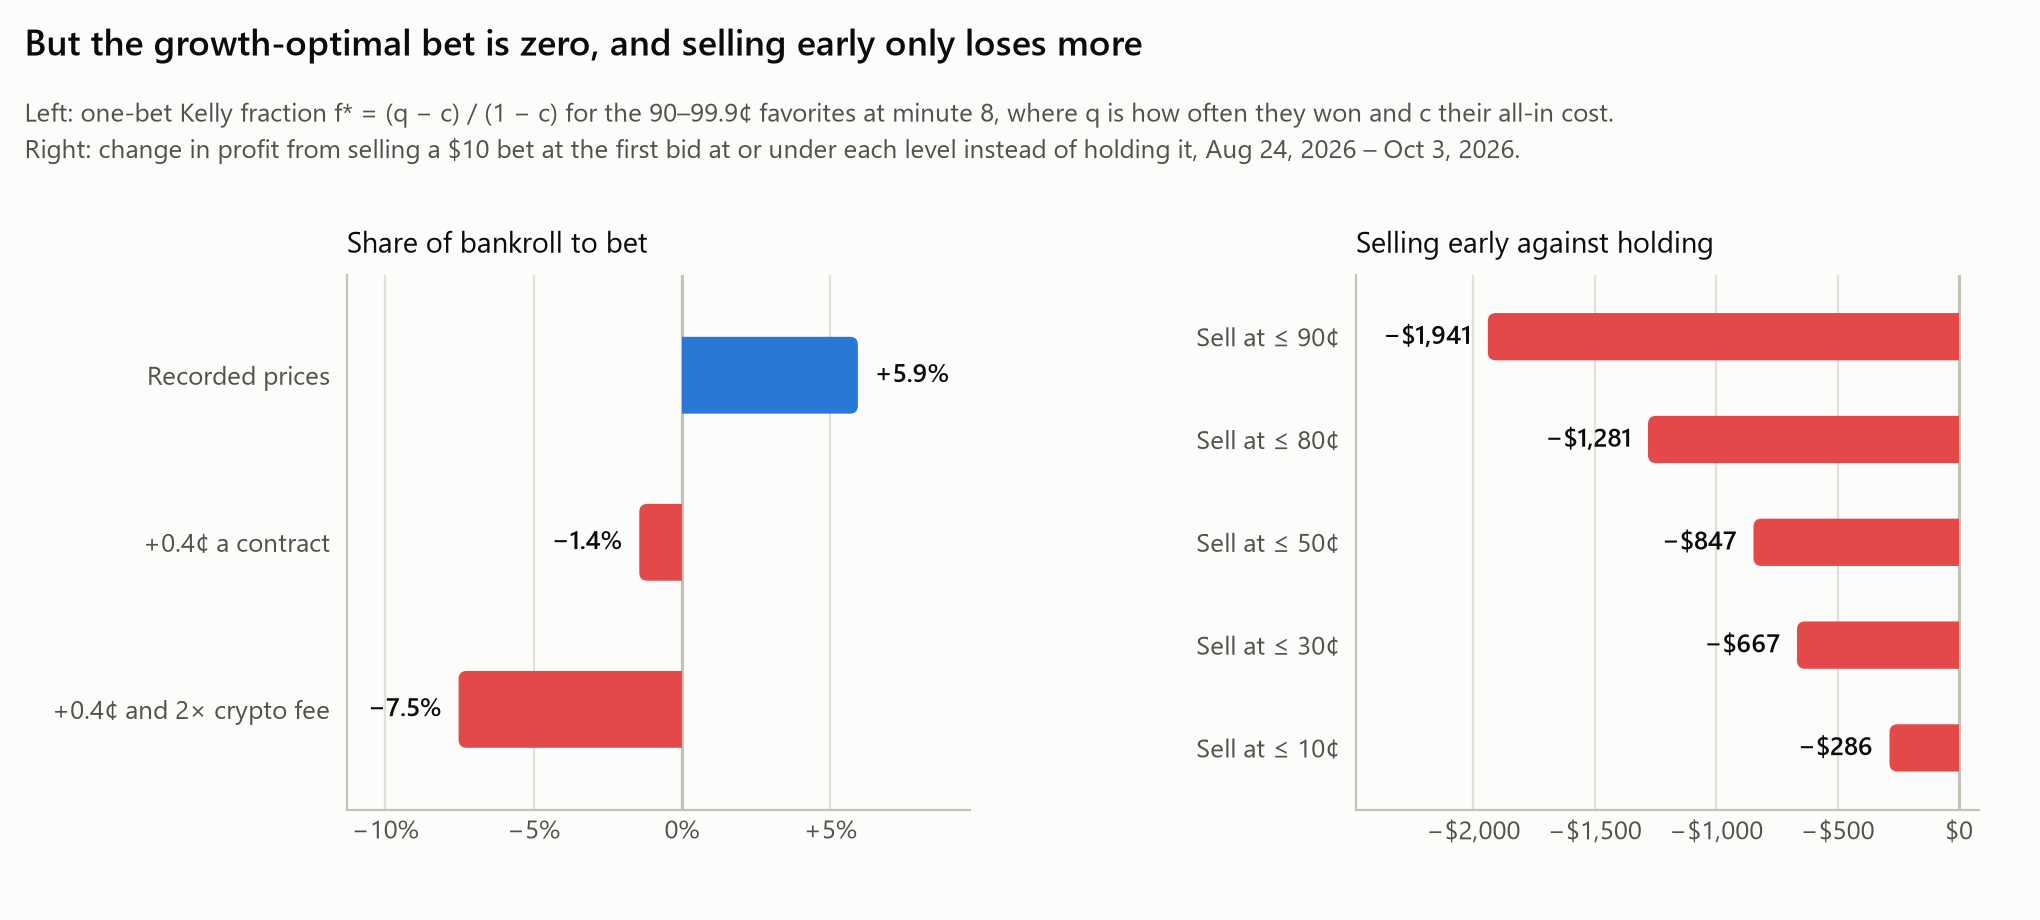 But the growth-optimal bet is zero, and selling early only loses more
Left: one-bet Kelly fraction f* = (q − c) / (1 − c) for the 90–99.9¢ favorites at minute 8, where q is how often they won and c their all-in cost.
Right: change in profit from selling a $10 bet at the first bid at or under each level instead of holding it, Aug 24, 2026 – Oct 3, 2026.
Share of bankroll to bet
Recorded prices
+5.9%
+0.4¢ a contract
−1.4%
+0.4¢ and 2× crypto fee
−7.5%
−10%
−5%
0%
+5%
Selling early against holding
Sell at ≤ 90¢
−$1,941
Sell at ≤ 80¢
−$1,281
Sell at ≤ 50¢
−$847
Sell at ≤ 30¢
−$667
Sell at ≤ 10¢
−$286
−$2,000
−$1,500
−$1,000
−$500
$0